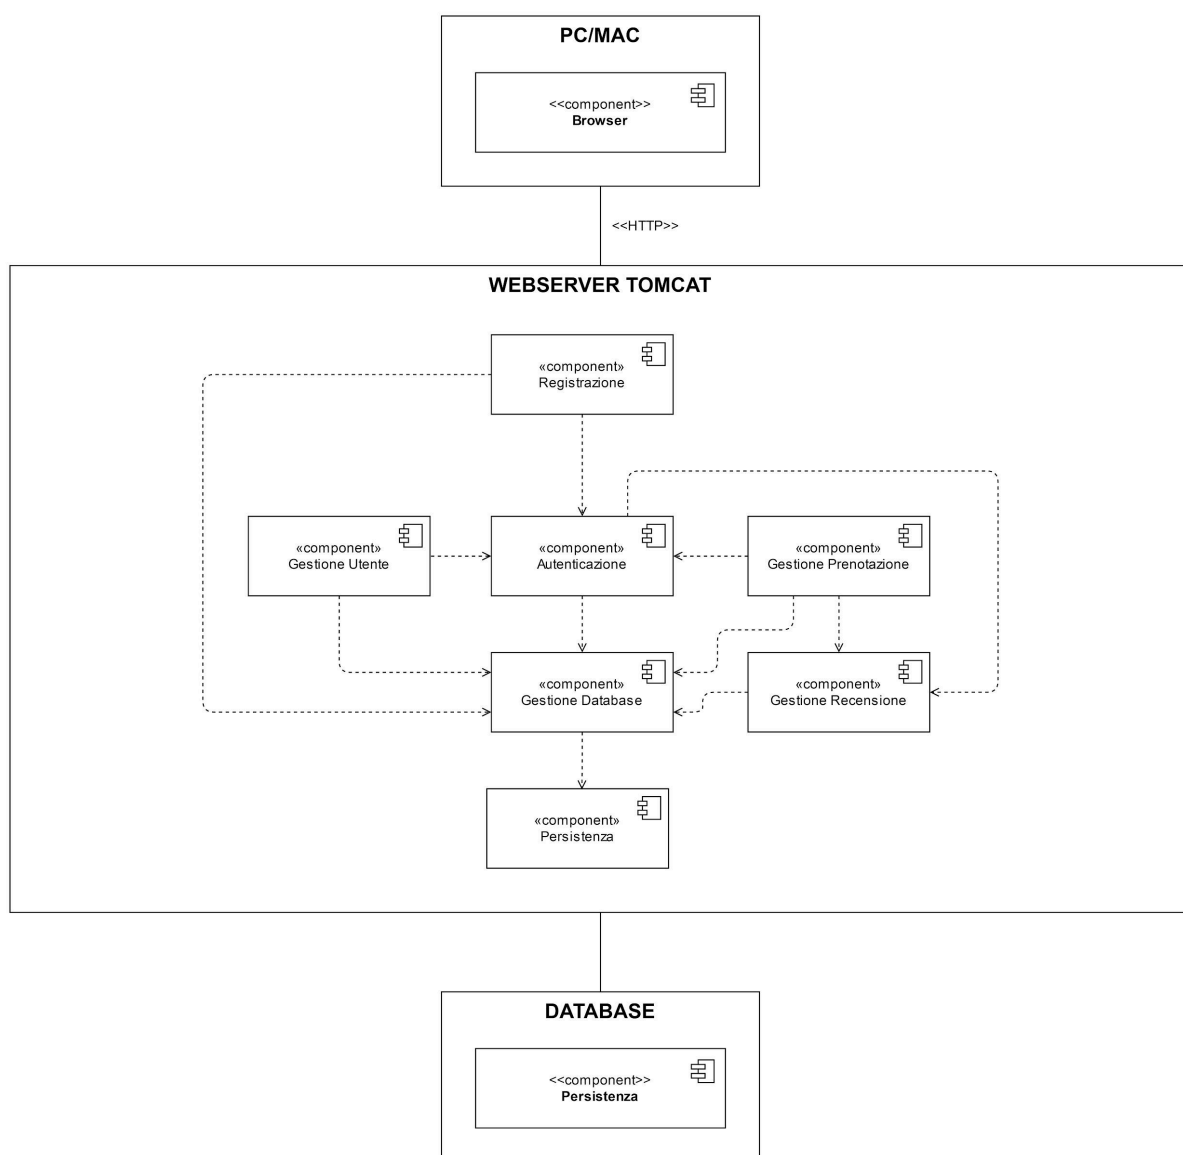 PC/MAC
<<component>>
Browser
<<HTTP>>
WEBSERVER TOMCAT
«component»
Registrazione
«component»
Gestione Utente
«component»
Autenticazione
«component»
Gestione Prenotazione
«component»
Gestione Database
«component»
Gestione Recensione
«component»
Persistenza
DATABASE
<<component>>
Persistenza